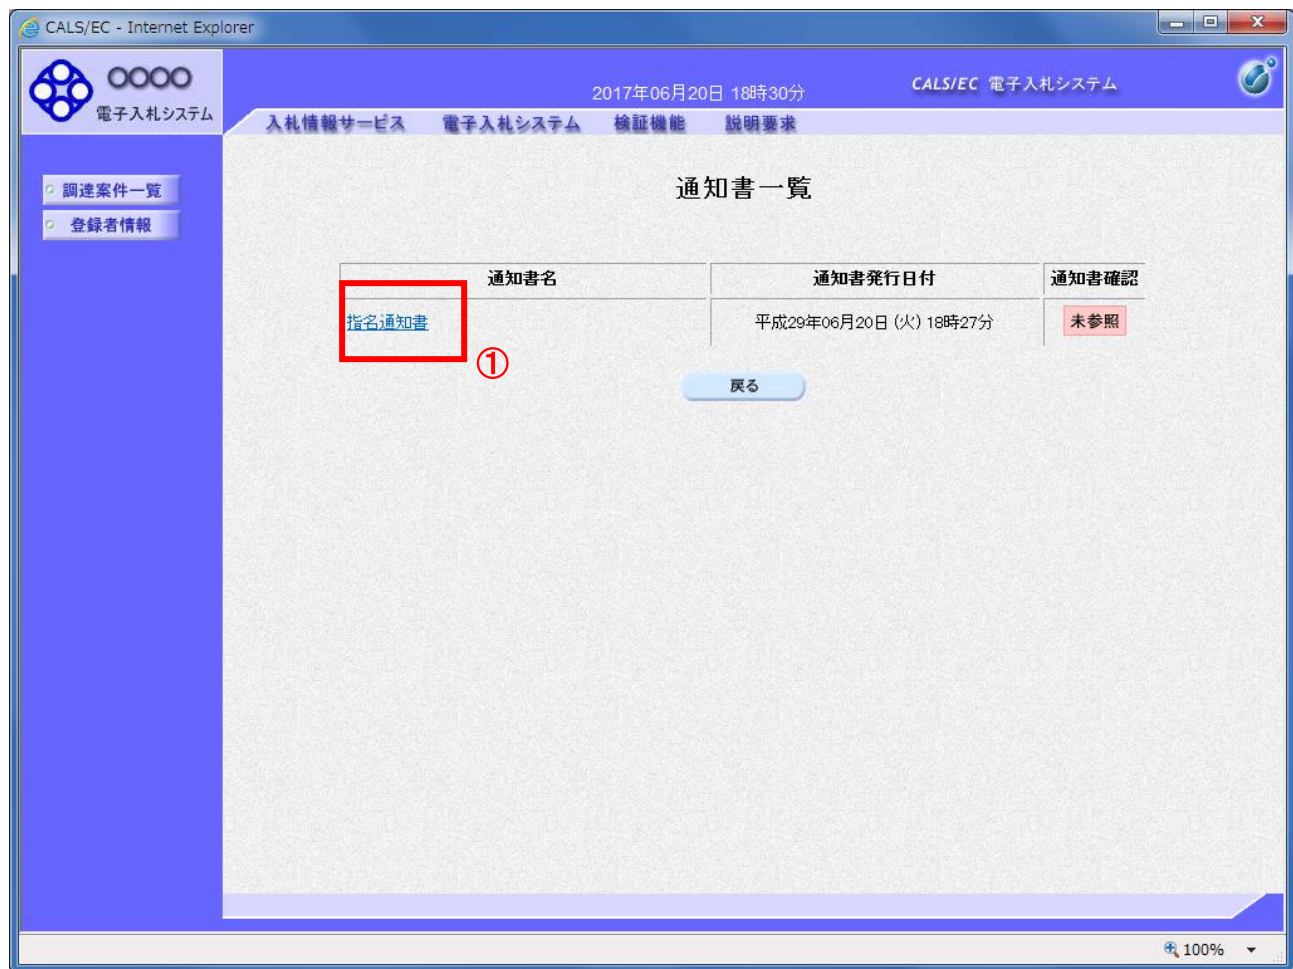 CALS/EC - Internet Explorer
○○○○
電子入札システム
2017年06月20日 18時30分
CALS/EC 電子入札システム
入札情報サービス 電子入札システム 検証機能 説明要求
調達案件一覧
登録者情報
通知書一覧
通知書名 通知書発行日付 通知書確認
指名通知書 平成29年06月20日 (火) 18時27分 未参照
①
戻る
100%